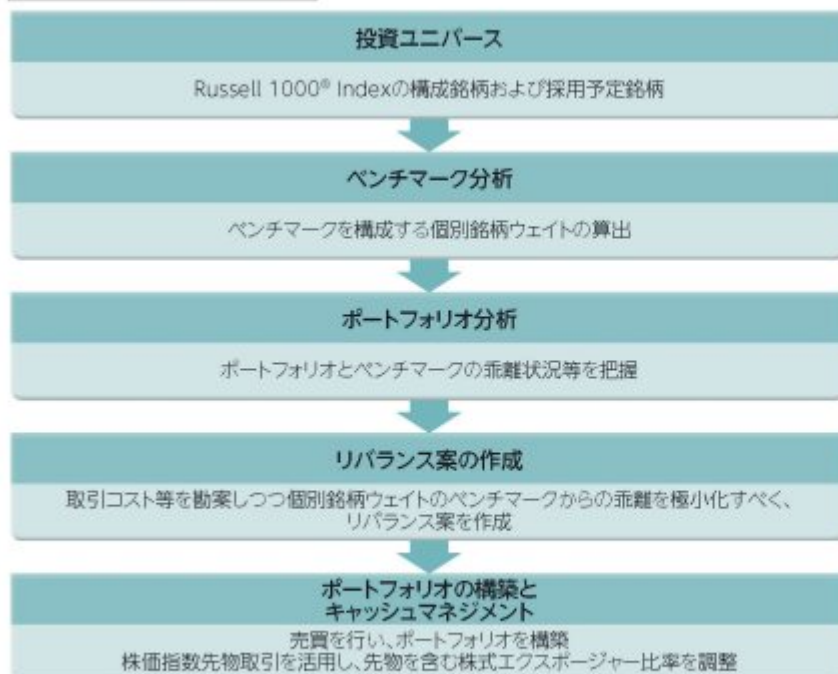 投資ユニバース
Russell 1000® Indexの構成銘柄および採用予定銘柄
ベンチマーク分析
ベンチマークを構成する個別銘柄ウェイトの算出
ポートフォリオ分析
ポートフォリオとベンチマークの乖離状況等を把握
リバランス案の作成
取引コスト等を勘案しつつ個別銘柄ウェイトのベンチマークからの乖離を極小化すべく、
リバランス案を作成
ポートフォリオの構築と
キャッシュマネジメント
売買を行い、ポートフォリオを構築
株価指数先物取引を活用し、先物を含む株式エクスポージャー比率を調整